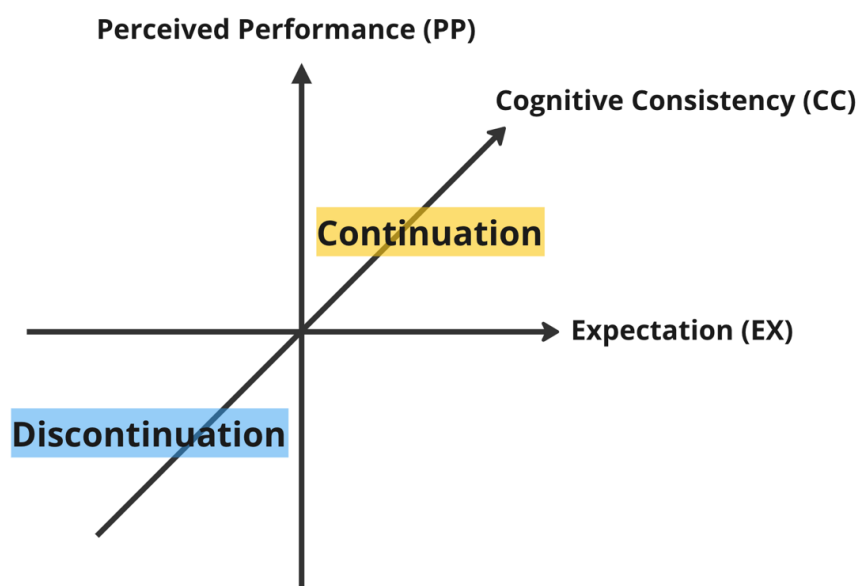 Perceived Performance (PP)
Cognitive Consistency (CC)
Continuation
Expectation (EX)
Discontinuation